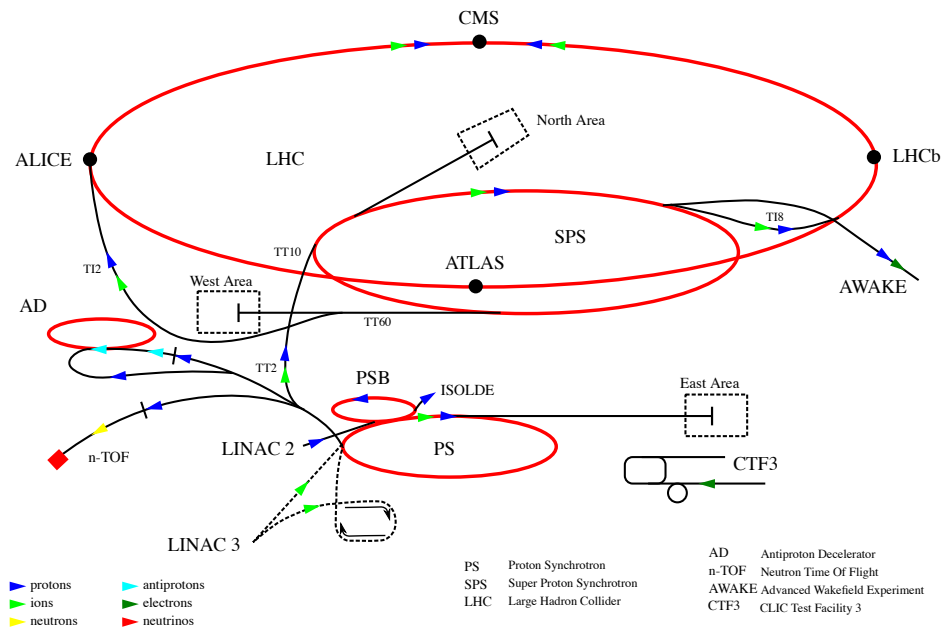 CMS
North Area
ALICE
LHC
LHCb
TI8
SPS
TT10
ATLAS
TI2
West Area
AWAKE
AD
TT60
TT2
PSB
ISOLDE
East Area
LINAC 2
PS
n-TOF
CTF3
LINAC 3
protons
ions
neutrons
antiprotons
electrons
neutrinos
PS Proton Synchrotron
SPS Super Proton Synchrotron
LHC Large Hadron Collider
AD Antiproton Decelerator
n-TOF Neutron Time Of Flight
AWAKE Advanced Wakefield Experiment
CTF3 CLIC Test Facility 3